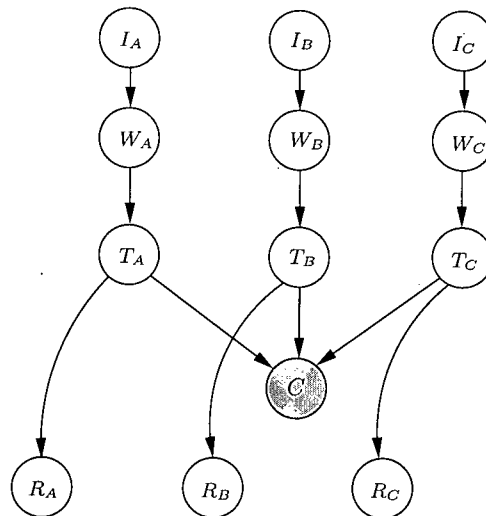 I_A I_B I_C
W_A W_B W_C
T_A T_B T_C
C
R_A R_B R_C